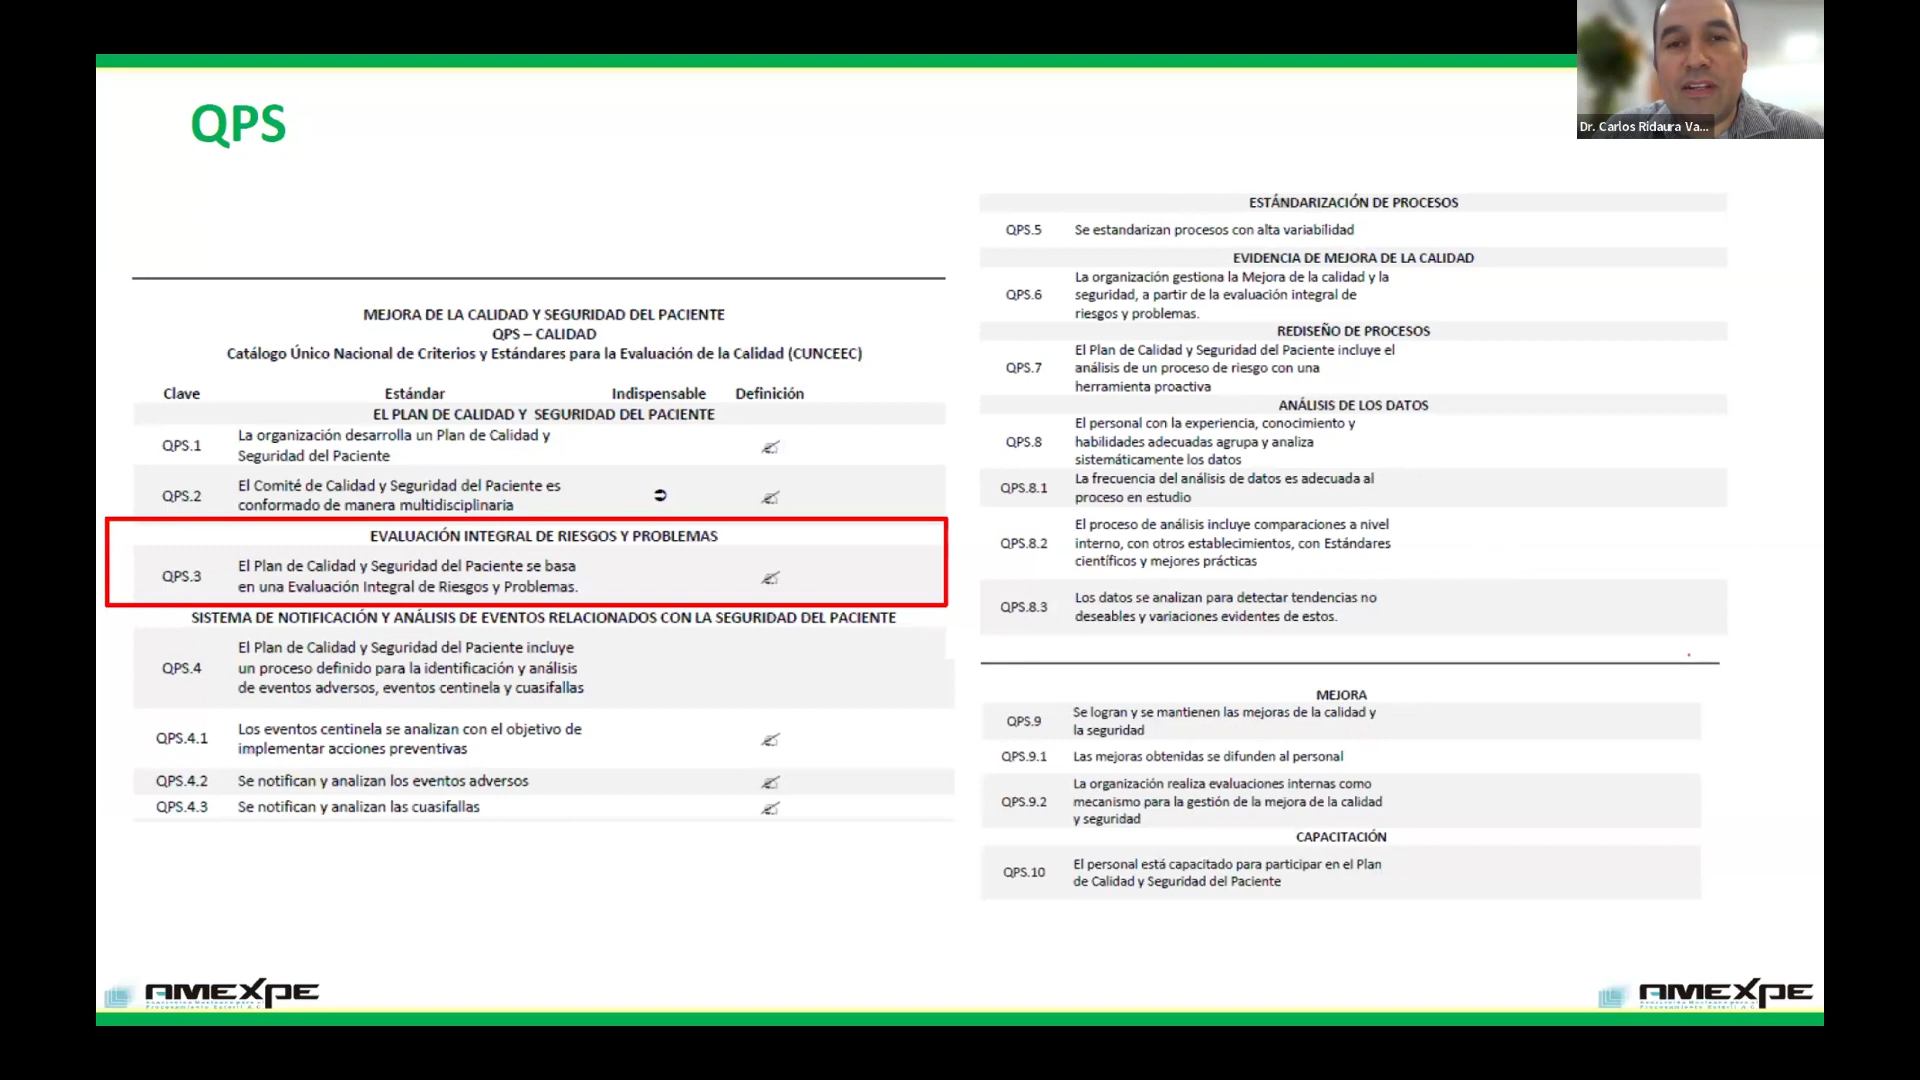 Dr. Carlos Ridaura Va...
QPS
MEJORA DE LA CALIDAD Y SEGURIDAD DEL PACIENTE
QPS – CALIDAD
Catálogo Único Nacional de Criterios y Estándares para la Evaluación de la Calidad (CUNCEEC)
Clave Estándar Indispensable Definición
EL PLAN DE CALIDAD Y SEGURIDAD DEL PACIENTE
QPS.1 La organización desarrolla un Plan de Calidad y
Seguridad del Paciente
QPS.2 El Comité de Calidad y Seguridad del Paciente es
conformado de manera multidisciplinaria
EVALUACIÓN INTEGRAL DE RIESGOS Y PROBLEMAS
QPS.3 El Plan de Calidad y Seguridad del Paciente se basa
en una Evaluación Integral de Riesgos y Problemas.
SISTEMA DE NOTIFICACIÓN Y ANÁLISIS DE EVENTOS RELACIONADOS CON LA SEGURIDAD DEL PACIENTE
QPS.4 El Plan de Calidad y Seguridad del Paciente incluye
un proceso definido para la identificación y análisis
de eventos adversos, eventos centinela y cuasifallas
QPS.4.1 Los eventos centinela se analizan con el objetivo de
implementar acciones preventivas
QPS.4.2 Se notifican y analizan los eventos adversos
QPS.4.3 Se notifican y analizan las cuasifallas
ESTÁNDARIZACIÓN DE PROCESOS
QPS.5 Se estandarizan procesos con alta variabilidad
EVIDENCIA DE MEJORA DE LA CALIDAD
QPS.6 La organización gestiona la Mejora de la calidad y la
seguridad, a partir de la evaluación integral de
riesgos y problemas.
REDISEÑO DE PROCESOS
QPS.7 El Plan de Calidad y Seguridad del Paciente incluye el
análisis de un proceso de riesgo con una
herramienta proactiva
ANÁLISIS DE LOS DATOS
QPS.8 El personal con la experiencia, conocimiento y
habilidades adecuadas agrupa y analiza
sistemáticamente los datos
QPS.8.1 La frecuencia del análisis de datos es adecuada al
proceso en estudio
QPS.8.2 El proceso de análisis incluye comparaciones a nivel
interno, con otros establecimientos, con Estándares
científicos y mejores prácticas
QPS.8.3 Los datos se analizan para detectar tendencias no
deseables y variaciones evidentes de estos.
MEJORA
QPS.9 Se logran y se mantienen las mejoras de la calidad y
la seguridad
QPS.9.1 Las mejoras obtenidas se difunden al personal
QPS.9.2 La organización realiza evaluaciones internas como
mecanismo para la gestión de la mejora de la calidad
y seguridad
CAPACITACIÓN
QPS.10 El personal está capacitado para participar en el Plan
de Calidad y Seguridad del Paciente
AMEXPE
AMEXPE